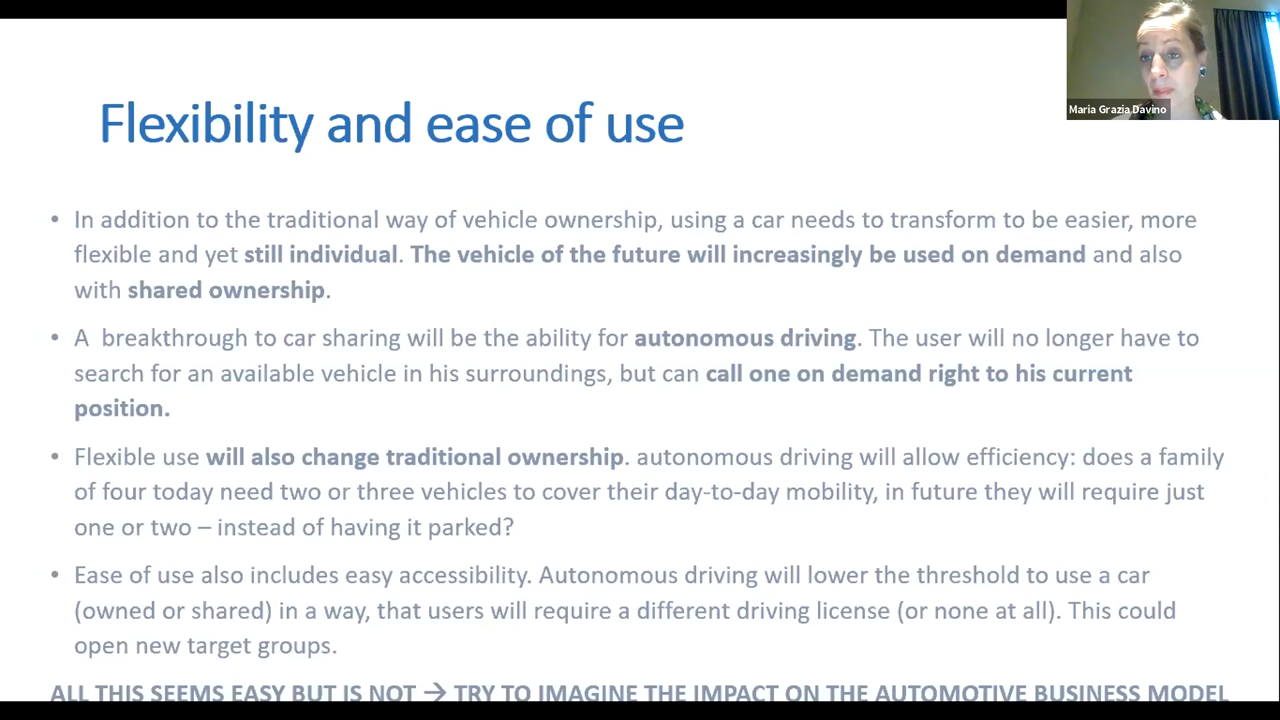 Flexibility and ease of use
Maria Grazia Davino
• In addition to the traditional way of vehicle ownership, using a car needs to transform to be easier, more
flexible and yet still individual. The vehicle of the future will increasingly be used on demand and also
with shared ownership.
• A  breakthrough to car sharing will be the ability for autonomous driving. The user will no longer have to
search for an available vehicle in his surroundings, but can call one on demand right to his current
position.
• Flexible use will also change traditional ownership. autonomous driving will allow efficiency: does a family
of four today need two or three vehicles to cover their day-to-day mobility, in future they will require just
one or two – instead of having it parked?
• Ease of use also includes easy accessibility. Autonomous driving will lower the threshold to use a car
(owned or shared) in a way, that users will require a different driving license (or none at all). This could
open new target groups.
ALL THIS SEEMS EASY BUT IS NOT → TRY TO IMAGINE THE IMPACT ON THE AUTOMOTIVE BUSINESS MODEL